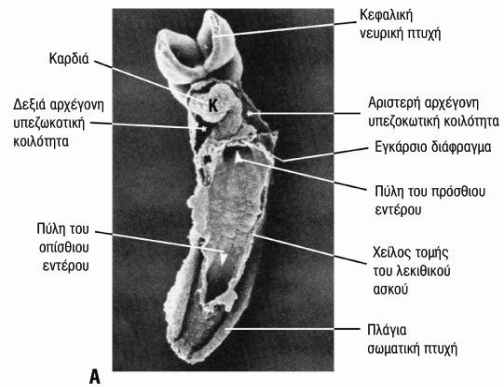 Κεφαλική
νευρική πτυχή
Καρδιά
Κ
Δεξιά αρχέγονη
υπεζωκοτική
κοιλότητα
Αριστερή αρχέγονη
υπεζοκωτική κοιλότητα
Εγκάρσιο διάφραγμα
Πύλη του πρόσθιου
εντέρου
Πύλη του
οπίσθιου
εντέρου
Χείλος τομής
του λεκιθικού
ασκού
Πλάγια
σωματική πτυχή
Α